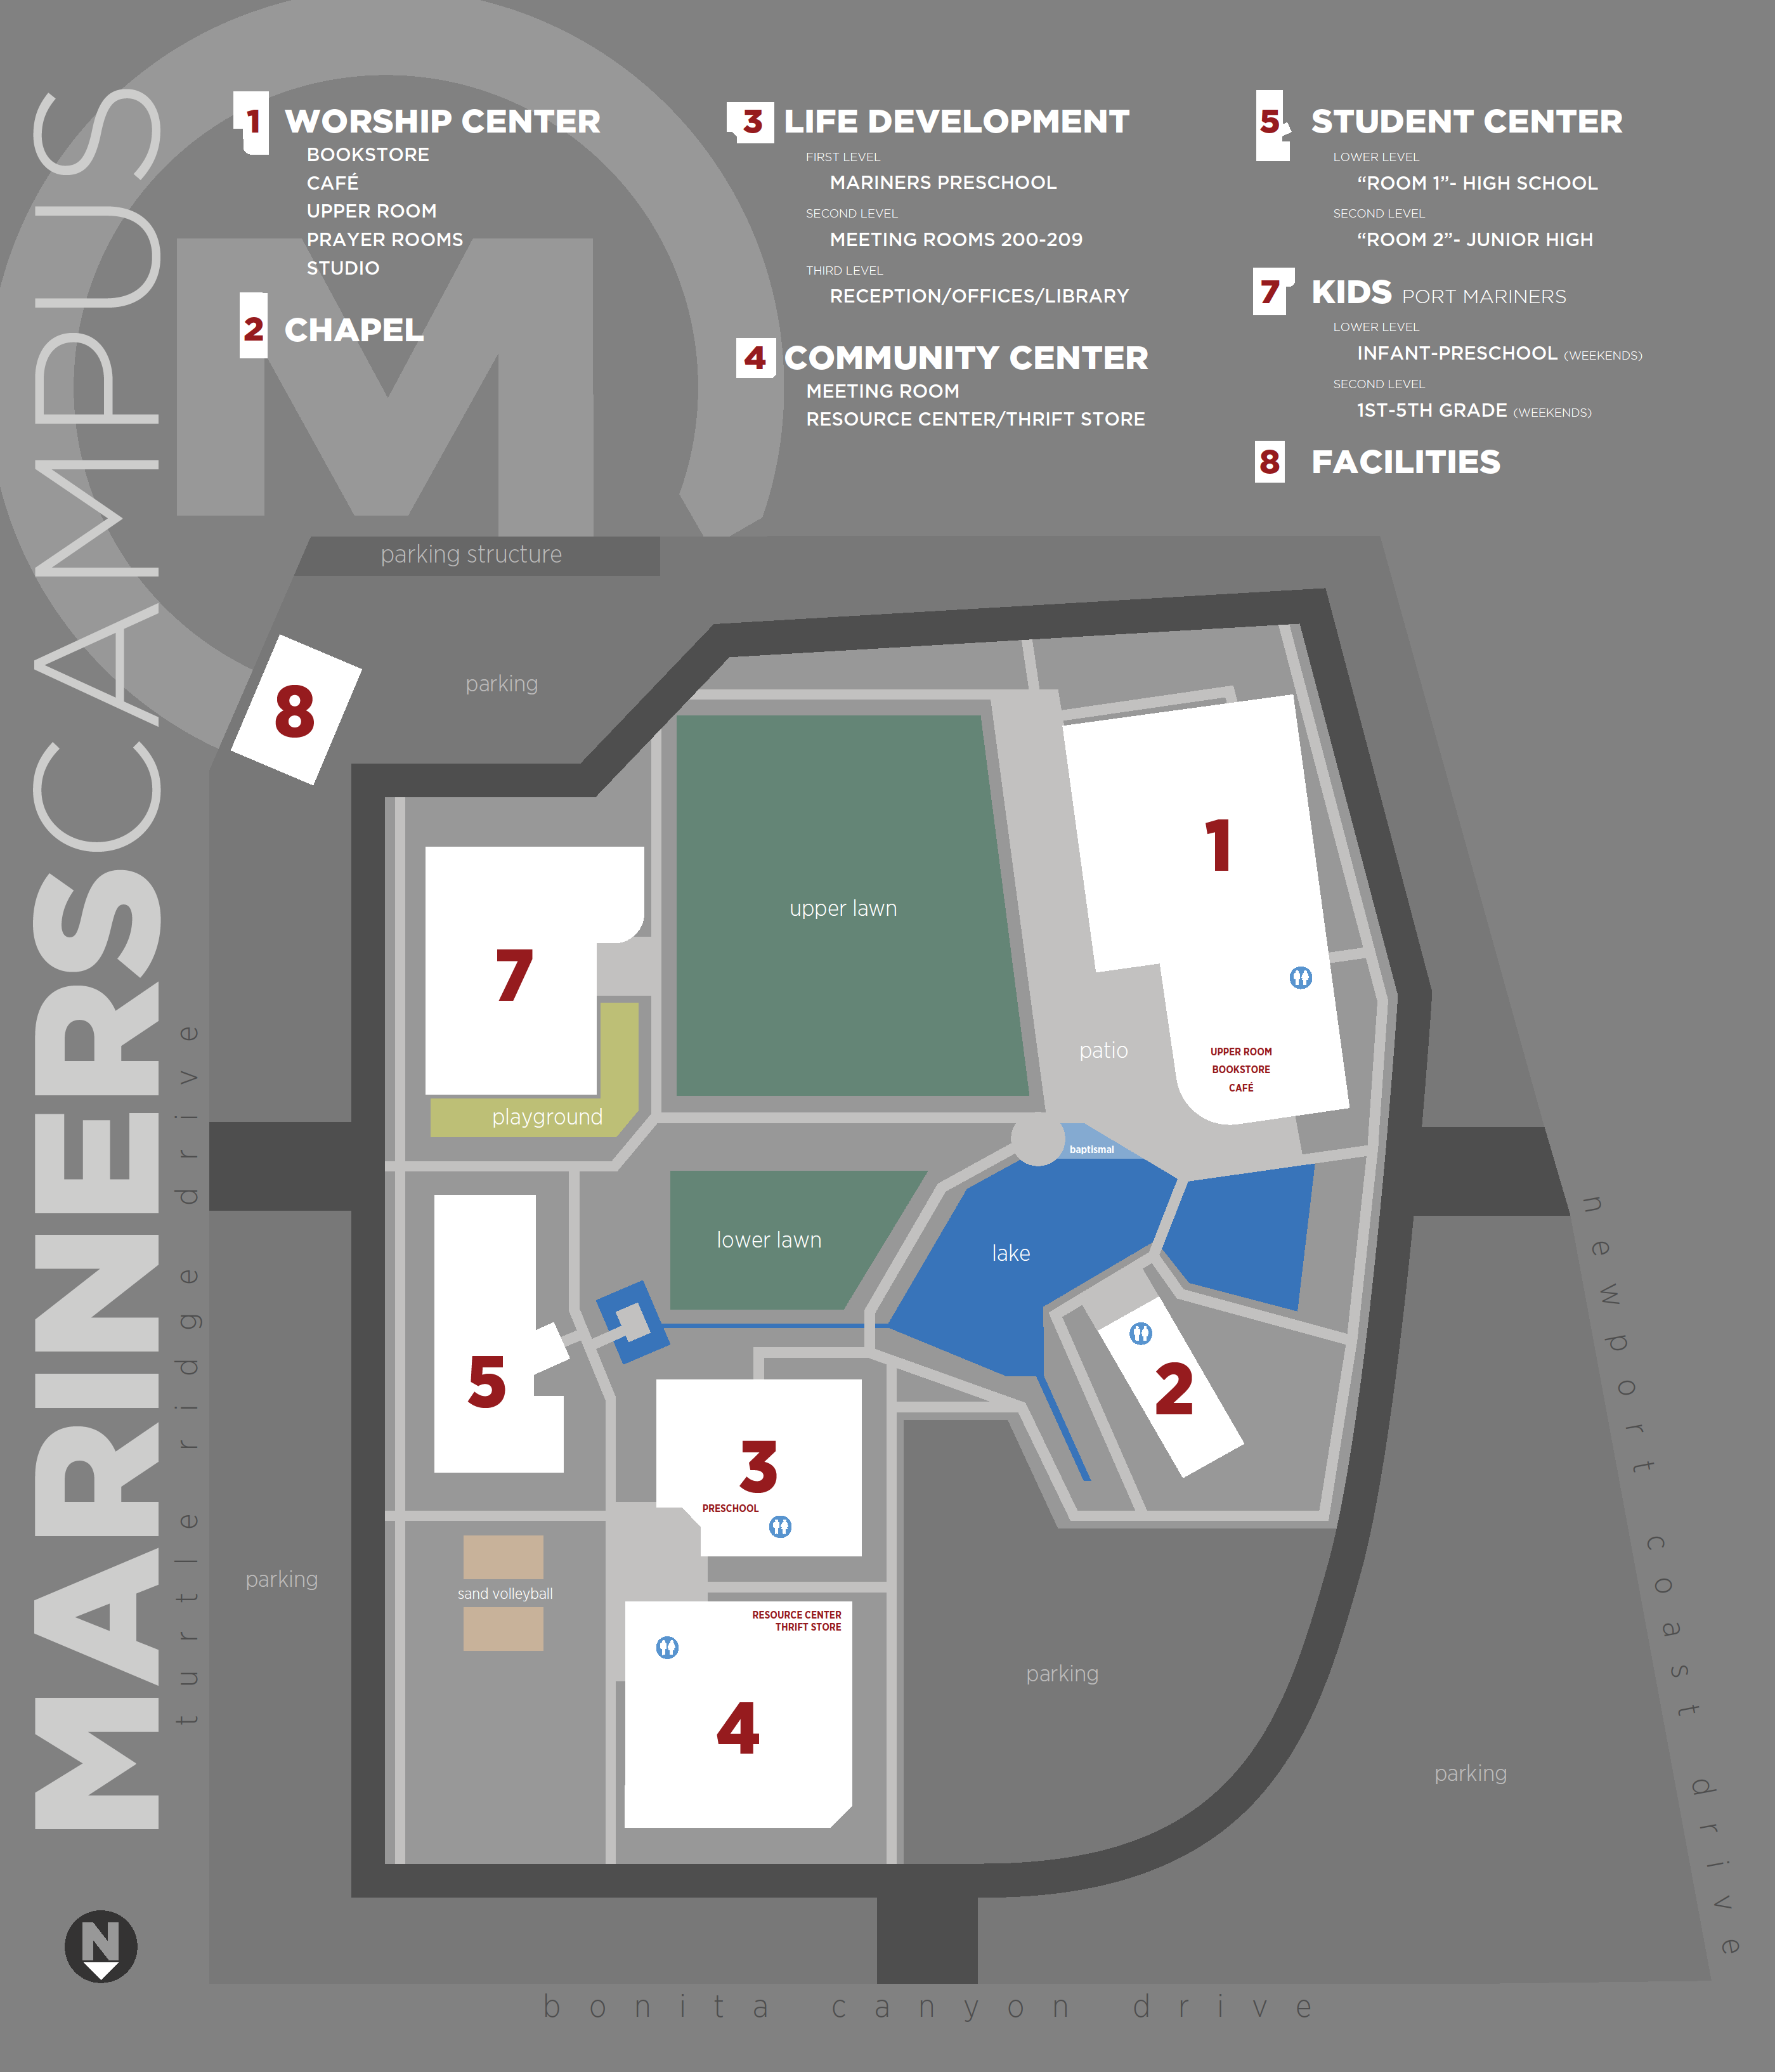 MARINERSCAMPUS
1 WORSHIP CENTER
BOOKSTORE
CAFÉ
UPPER ROOM
PRAYER ROOMS
STUDIO
2 CHAPEL
3 LIFE DEVELOPMENT
FIRST LEVEL
MARINERS PRESCHOOL
SECOND LEVEL
MEETING ROOMS 200-209
THIRD LEVEL
RECEPTION/OFFICES/LIBRARY
4 COMMUNITY CENTER
MEETING ROOM
RESOURCE CENTER/THRIFT STORE
5 STUDENT CENTER
LOWER LEVEL
“ROOM 1”- HIGH SCHOOL
SECOND LEVEL
“ROOM 2”- JUNIOR HIGH
7 KIDS PORT MARINERS
LOWER LEVEL
INFANT-PRESCHOOL (WEEKENDS)
SECOND LEVEL
1ST-5TH GRADE (WEEKENDS)
8 FACILITIES
M
parking structure
parking
8
1
upper lawn
7
patio
UPPER ROOM
BOOKSTORE
CAFÉ
playground
baptismal
lower lawn
lake
5
2
3
PRESCHOOL
parking
sand volleyball
RESOURCE CENTER
THRIFT STORE
4
parking
parking
turtle ridge drive
newport coast drive
N
bonita canyon drive